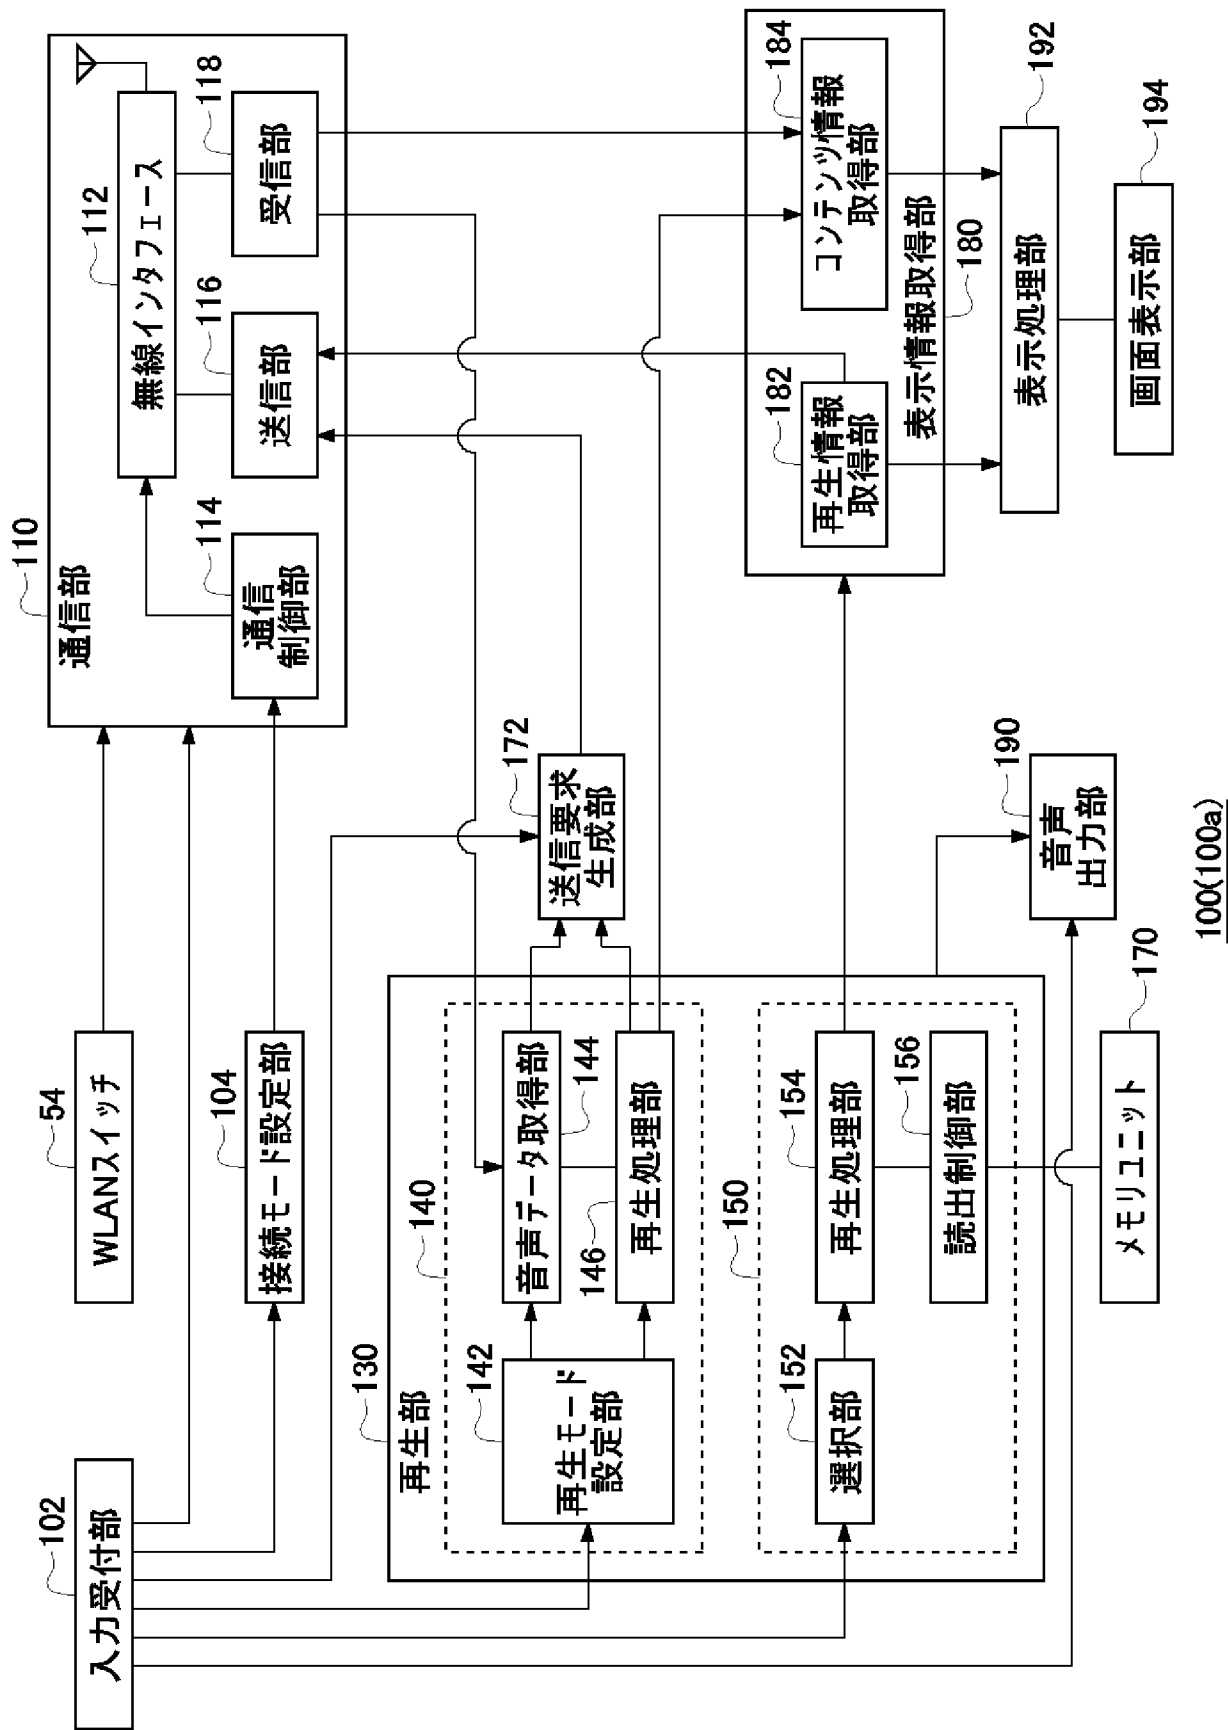 102
入力受付部
54
WLANスイッチ
104
接続モード設定部
110
通信部
112
無線インタフェース
114
通信
制御部
116
送信部
118
受信部
130
再生部
140
142
再生モード
設定部
音声データ取得部
144
146
再生処理部
172
送信要求
生成部
150
152
選択部
154
再生処理部
156
読出制御部
170
メモリユニット
190
音声
出力部
182
再生情報
取得部
184
コンテンツ情報
取得部
表示情報取得部
180
192
表示処理部
194
画面表示部
100(100a)